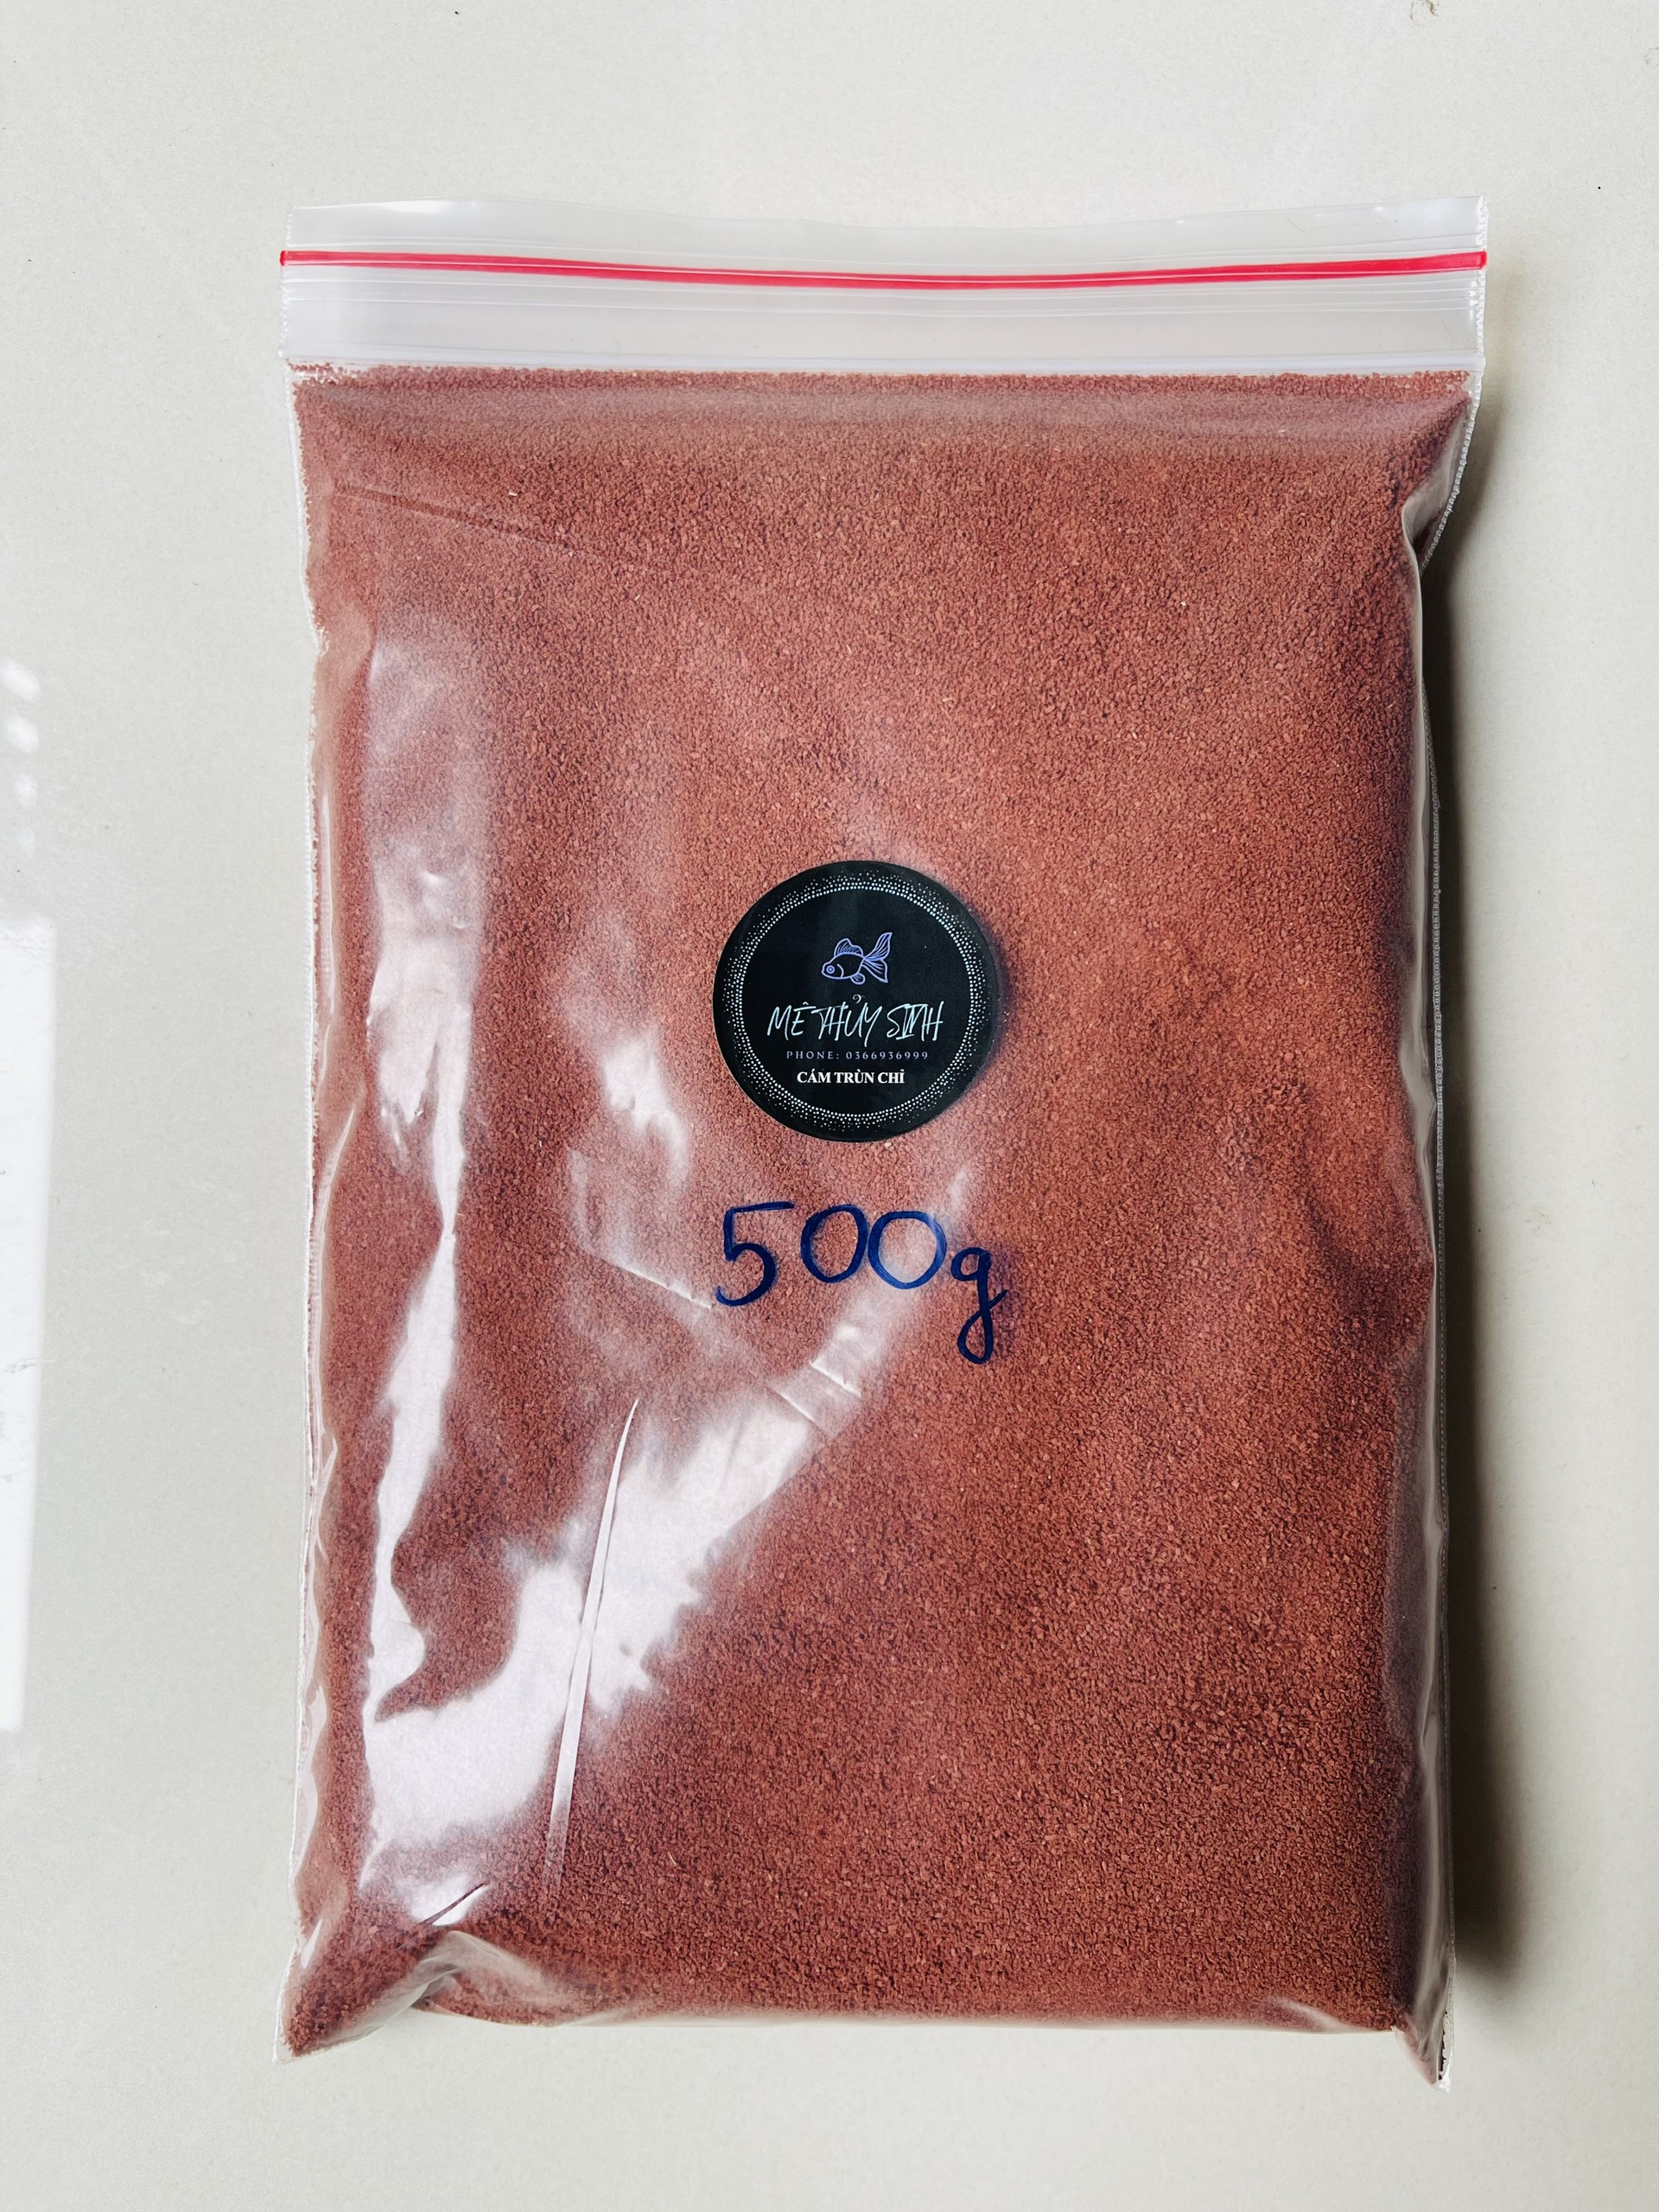 MÊ THỦY SINH
PHONE: 0366936999
CÁM TRÙN CHỈ
500g